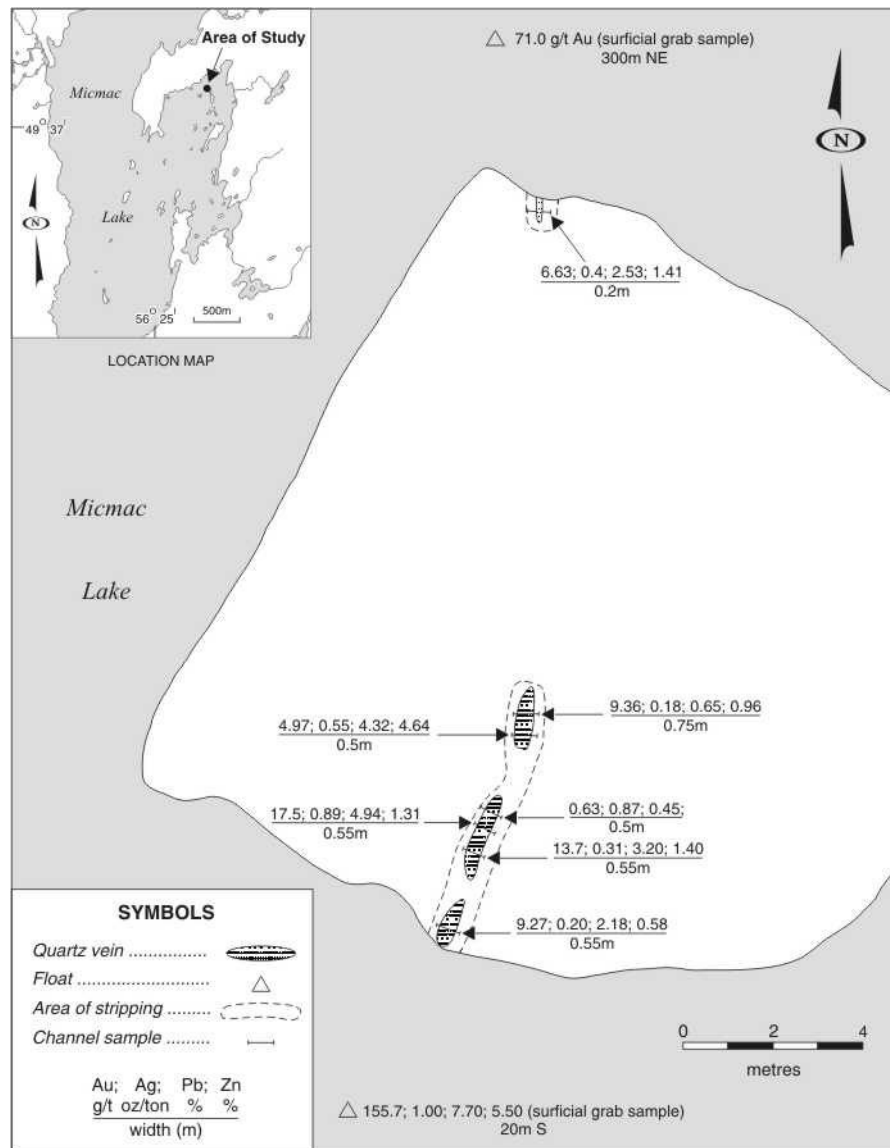 Area of Study
Micmac
49° 37'
N
Lake
56° 25'
500m
LOCATION MAP
71.0 g/t Au (surficial grab sample)
300m NE
N
6.63; 0.4; 2.53; 1.41
0.2m
Micmac
Lake
9.36; 0.18; 0.65; 0.96
0.75m
4.97; 0.55; 4.32; 4.64
0.5m
17.5; 0.89; 4.94; 1.31
0.55m
0.63; 0.87; 0.45;
0.5m
13.7; 0.31; 3.20; 1.40
0.55m
9.27; 0.20; 2.18; 0.58
0.55m
SYMBOLS
Quartz vein ..................
Float ..........................
Area of stripping .........
Channel sample .........
Au; Ag; Pb; Zn
g/t oz/ton % %
width (m)
0 2 4
metres
155.7; 1.00; 7.70; 5.50 (surficial grab sample)
20m S